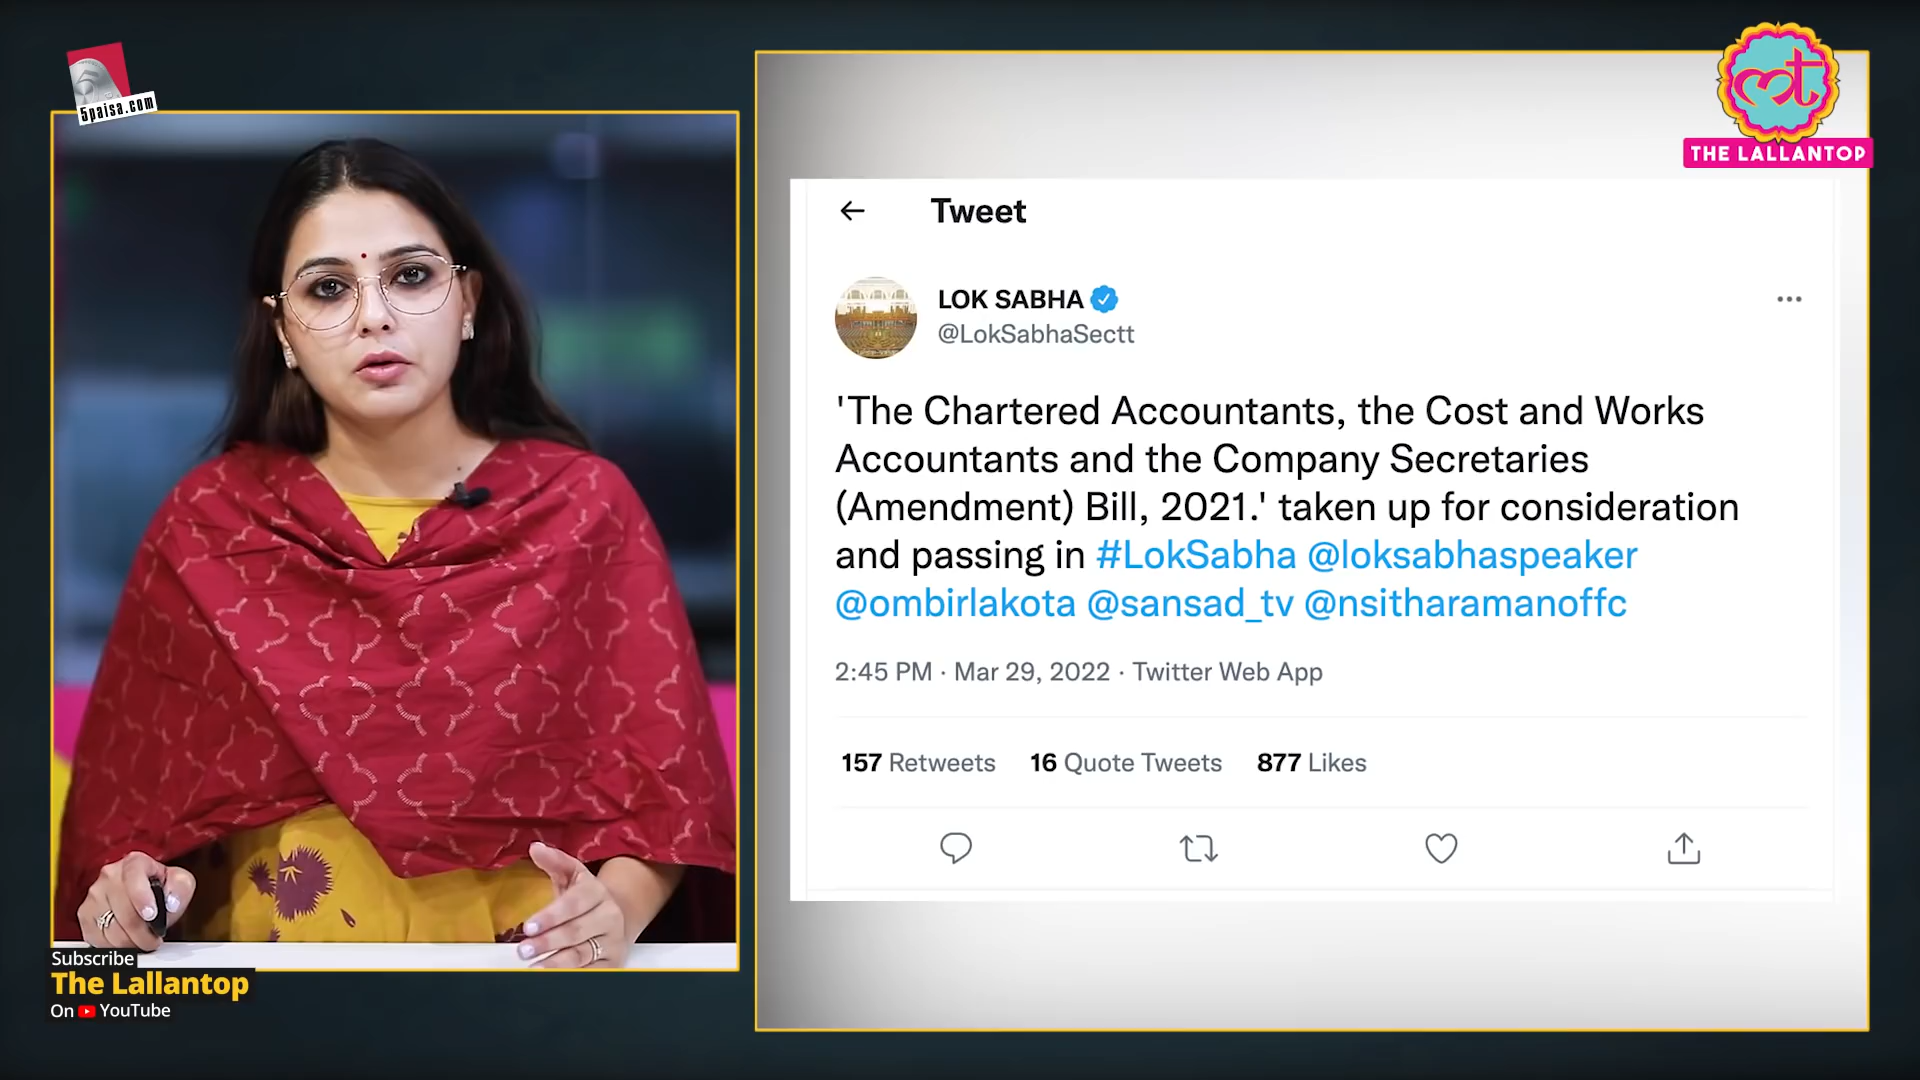 5paisa.com
THE LALLANTOP
Tweet
LOK SABHA
@LokSabhaSectt
'The Chartered Accountants, the Cost and Works
Accountants and the Company Secretaries
(Amendment) Bill, 2021.' taken up for consideration
and passing in #LokSabha @loksabhaspeaker
@ombirlakota @sansad_tv @nsitharamanoffc
2:45 PM · Mar 29, 2022 · Twitter Web App
157 Retweets 16 Quote Tweets 877 Likes
Subscribe
The Lallantop
On YouTube